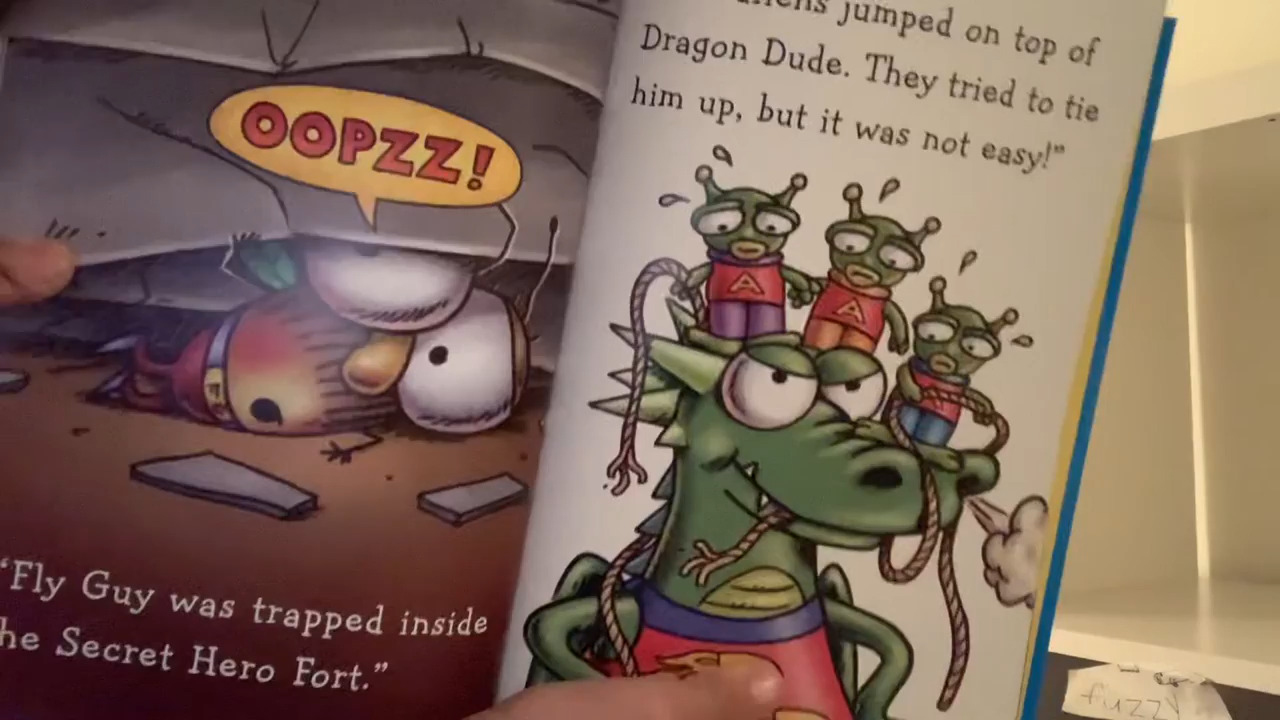 OOPZZ!
"Fly Guy was trapped inside
the Secret Hero Fort."
jumped on top of
Dragon Dude. They tried to tie
him up, but it was not easy!"
A
A
A
fuzzy